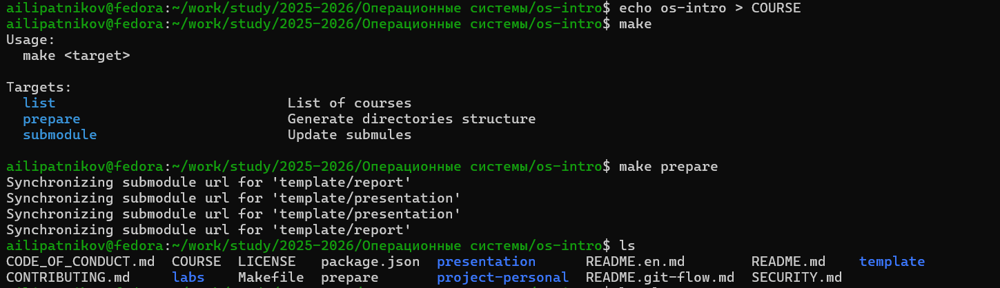 ailipatnikov@fedora:~/work/study/2025-2026/Операционные системы/os-intro$ echo os-intro > COURSE
ailipatnikov@fedora:~/work/study/2025-2026/Операционные системы/os-intro$ make
Usage:
  make <target>
Targets:
  list                            List of courses
  prepare                         Generate directories structure
  submodule                       Update submules
ailipatnikov@fedora:~/work/study/2025-2026/Операционные системы/os-intro$ make prepare
Synchronizing submodule url for 'template/report'
Synchronizing submodule url for 'template/presentation'
Synchronizing submodule url for 'template/presentation'
Synchronizing submodule url for 'template/report'
ailipatnikov@fedora:~/work/study/2025-2026/Операционные системы/os-intro$ ls
CODE_OF_CONDUCT.md  COURSE  LICENSE   package.json  presentation      README.en.md        README.md    template
CONTRIBUTING.md     labs    Makefile  prepare       project-personal  README.git-flow.md  SECURITY.md